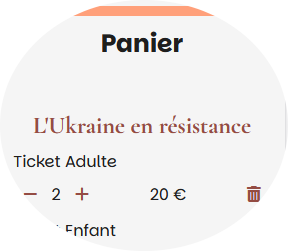 Panier
L'Ukraine en résistance
Ticket Adulte
− 2 + 20 €
Enfant